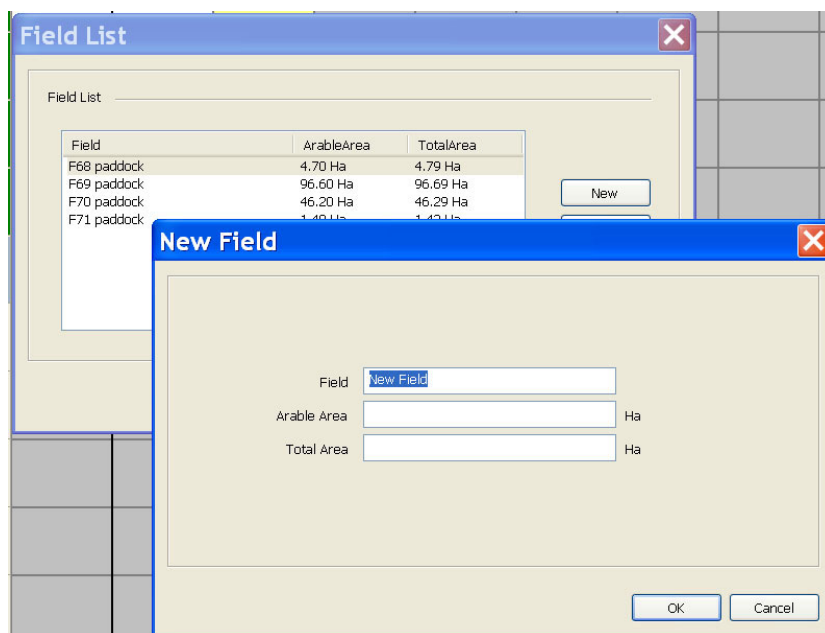 Field List
Field List
Field ArableArea TotalArea
F68 paddock 4.70 Ha 4.79 Ha
F69 paddock 96.60 Ha 96.69 Ha
F70 paddock 46.20 Ha 46.29 Ha
New
F71 paddock
New Field
Field New Field
Arable Area Ha
Total Area Ha
OK Cancel